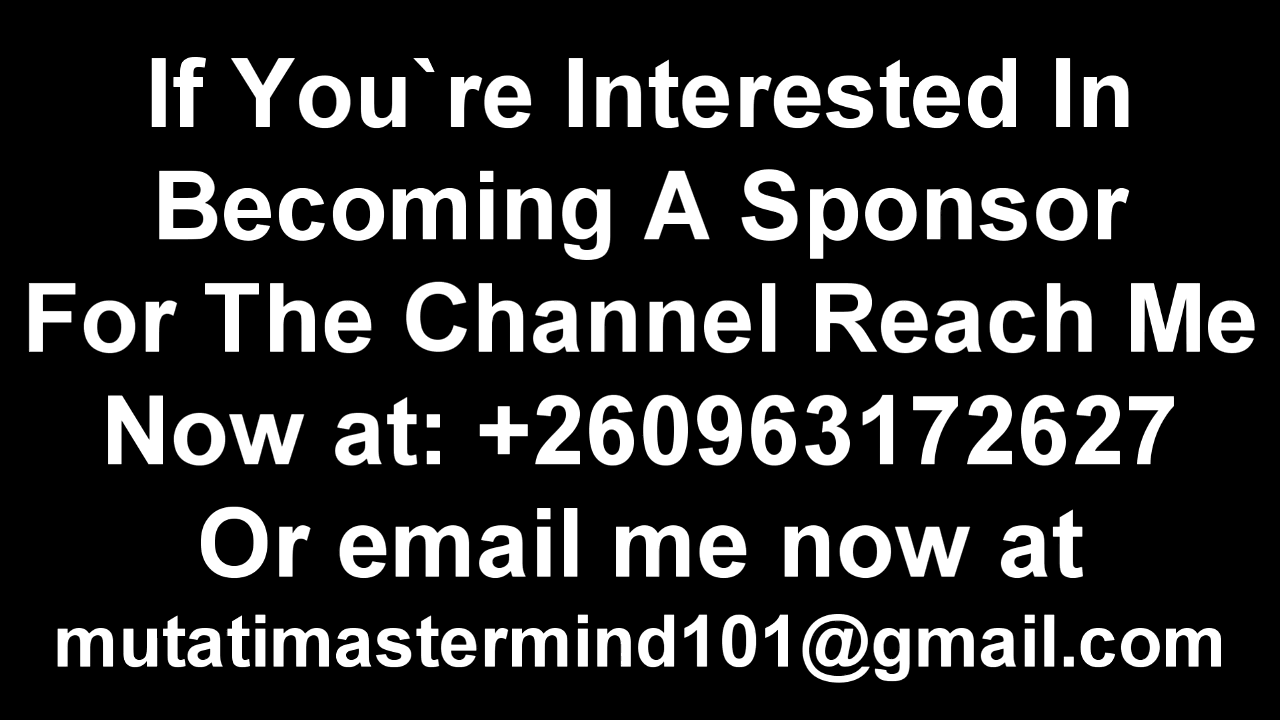 If You`re Interested In
Becoming A Sponsor
For The Channel Reach Me
Now at: +260963172627
Or email me now at
mutatimastermind101@gmail.com